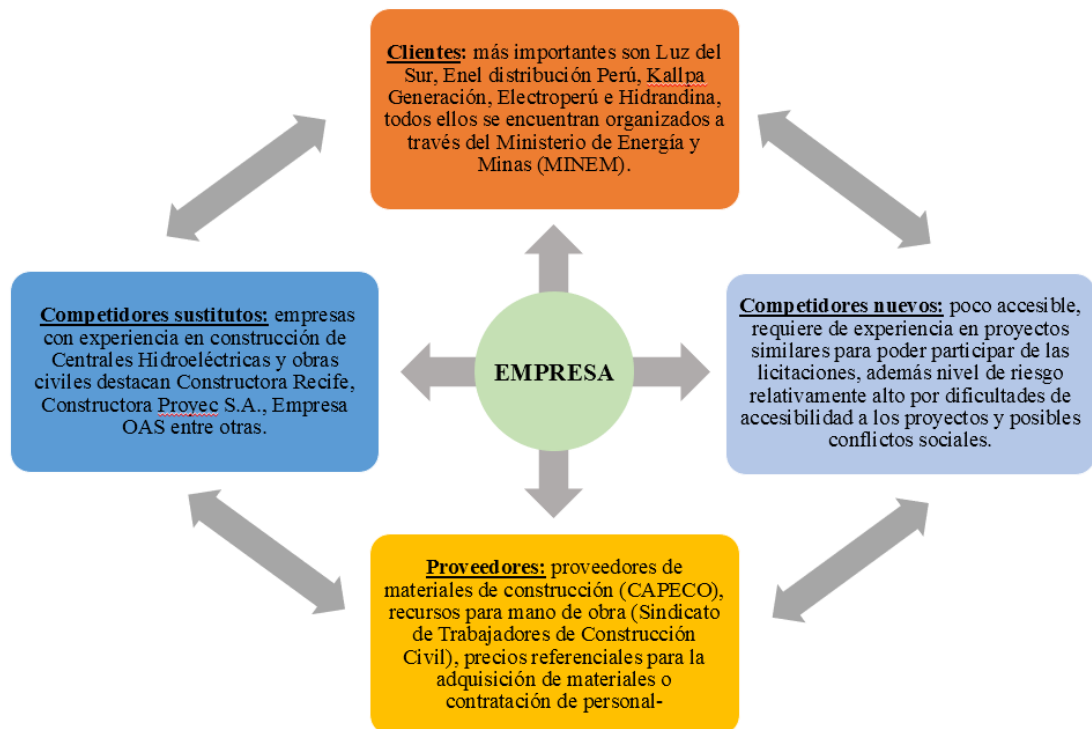 Clientes: más importantes son Luz del
Sur, Enel distribución Perú, Kallpa
Generación, Electroperú e Hidrandina,
todos ellos se encuentran organizados a
través del Ministerio de Energía y
Minas (MINEM).
Competidores sustitutos: empresas
con experiencia en construcción de
Centrales Hidroeléctricas y obras
civiles destacan Constructora Recife,
Constructora Proyec S.A., Empresa
OAS entre otras.
EMPRESA
Competidores nuevos: poco accesible,
requiere de experiencia en proyectos
similares para poder participar de las
licitaciones, además nivel de riesgo
relativamente alto por dificultades de
accesibilidad a los proyectos y posibles
conflictos sociales.
Proveedores: proveedores de
materiales de construcción (CAPECO),
recursos para mano de obra (Sindicato
de Trabajadores de Construcción
Civil), precios referenciales para la
adquisición de materiales o
contratación de personal-